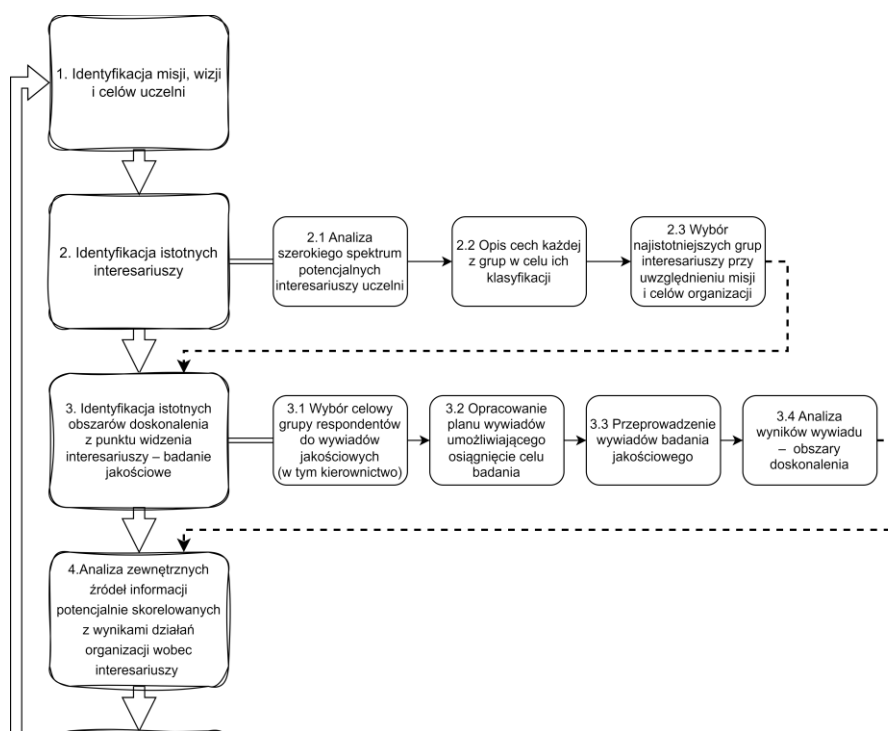 1. Identyfikacja misji, wizji
i celów uczelni
2. Identyfikacja istotnych
interesariuszy
2.1 Analiza
szerokiego spektrum
potencjalnych
interesariuszy uczelni
2.2 Opis cech każdej
z grup w celu ich
klasyfikacji
2.3 Wybór
najistotniejszych grup
interesariuszy przy
uwzględnieniu misji
i celów organizacji
3. Identyfikacja istotnych
obszarów doskonalenia
z punktu widzenia
interesariuszy – badanie
jakościowe
3.1 Wybór celowy
grupy respondentów
do wywiadów
jakościowych
(w tym kierownictwo)
3.2 Opracowanie
planu wywiadów
umożliwiającego
osiągnięcie celu
badania
3.3 Przeprowadzenie
wywiadów badania
jakościowego
3.4 Analiza
wyników wywiadu
– obszary
doskonalenia
4.Analiza zewnętrznych
źródeł informacji
potencjalnie skorelowanych
z wynikami działań
organizacji wobec
interesariuszy